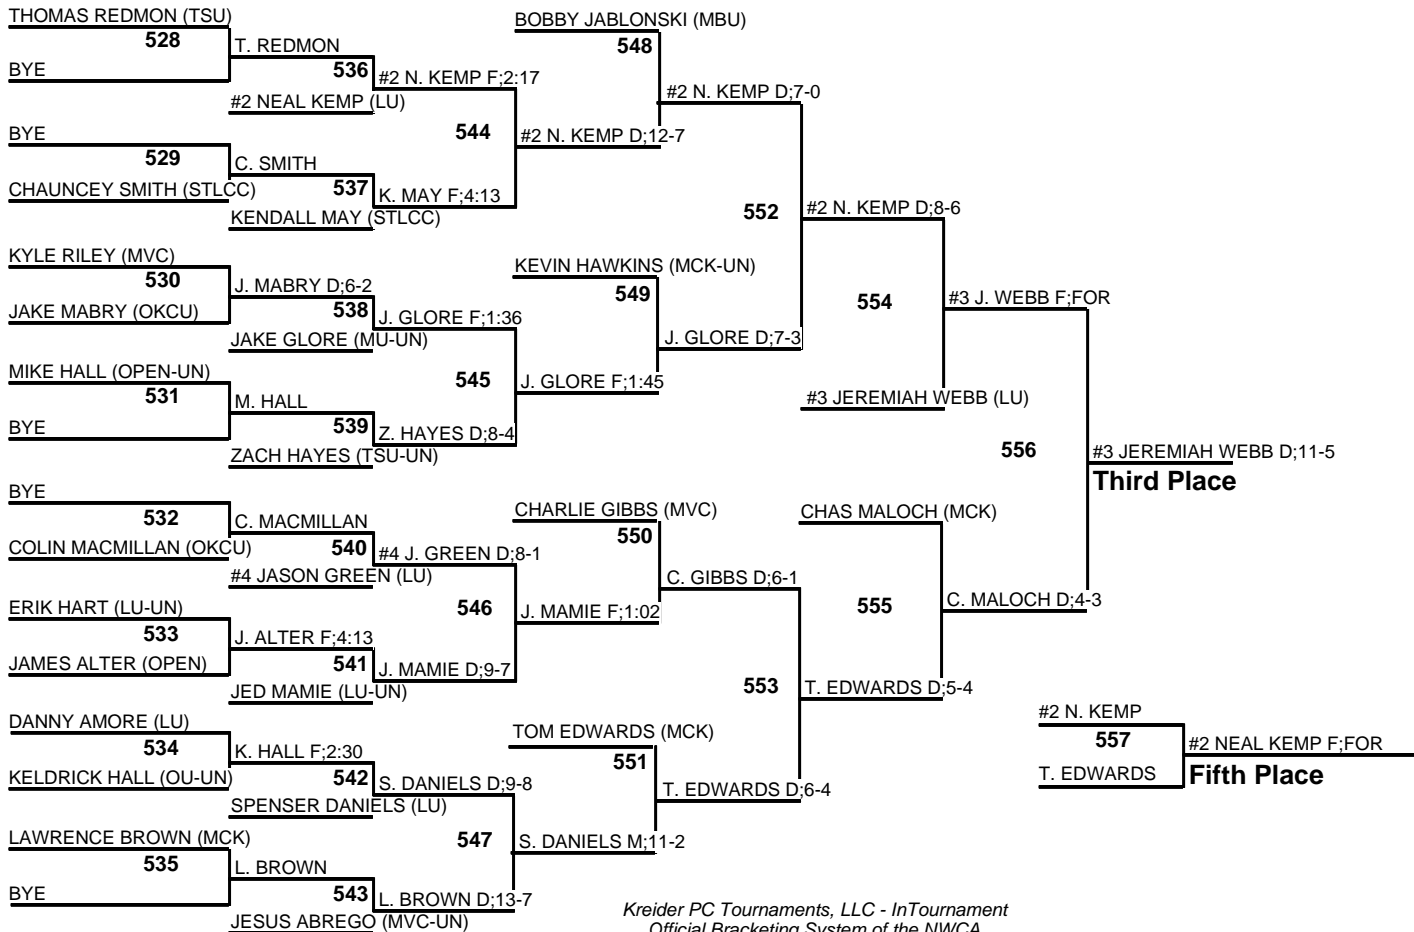 THOMAS REDMON (TSU)
528
BYE
T. REDMON
536
#2 NEAL KEMP (LU)
#2 N. KEMP F;2:17
BYE
529
CHAUNCEY SMITH (STLCC)
C. SMITH
537
KENDALL MAY (STLCC)
K. MAY F;4:13
544
#2 N. KEMP D;12-7
BOBBY JABLONSKI (MBU)
548
#2 N. KEMP D;7-0
KYLE RILEY (MVC)
530
JAKE MABRY (OKCU)
J. MABRY D;6-2
538
JAKE GLORE (MU-UN)
J. GLORE F;1:36
MIKE HALL (OPEN-UN)
531
BYE
M. HALL
539
ZACH HAYES (TSU-UN)
Z. HAYES D;8-4
545
J. GLORE F;1:45
KEVIN HAWKINS (MCK-UN)
549
J. GLORE D;7-3
552
#2 N. KEMP D;8-6
554
#3 JEREMIAH WEBB (LU)
#3 J. WEBB F;FOR
BYE
532
COLIN MACMILLAN (OKCU)
C. MACMILLAN
540
#4 JASON GREEN (LU)
#4 J. GREEN D;8-1
ERIK HART (LU-UN)
533
JAMES ALTER (OPEN)
J. ALTER F;4:13
541
JED MAMIE (LU-UN)
J. MAMIE D;9-7
546
J. MAMIE F;1:02
CHARLIE GIBBS (MVC)
550
C. GIBBS D;6-1
DANNY AMORE (LU)
534
KELDRICK HALL (OU-UN)
K. HALL F;2:30
542
SPENSER DANIELS (LU)
S. DANIELS D;9-8
LAWRENCE BROWN (MCK)
535
BYE
L. BROWN
543
JESUS ABREGO (MVC-UN)
L. BROWN D;13-7
547
S. DANIELS M;11-2
TOM EDWARDS (MCK)
551
T. EDWARDS D;6-4
553
T. EDWARDS D;5-4
CHAS MALOCH (MCK)
555
C. MALOCH D;4-3
556
#3 JEREMIAH WEBB D;11-5
Third Place
#2 N. KEMP
557
T. EDWARDS
#2 NEAL KEMP F;FOR
Fifth Place
Kreider PC Tournaments, LLC - InTournament
Official Bracketing System of the NWCA